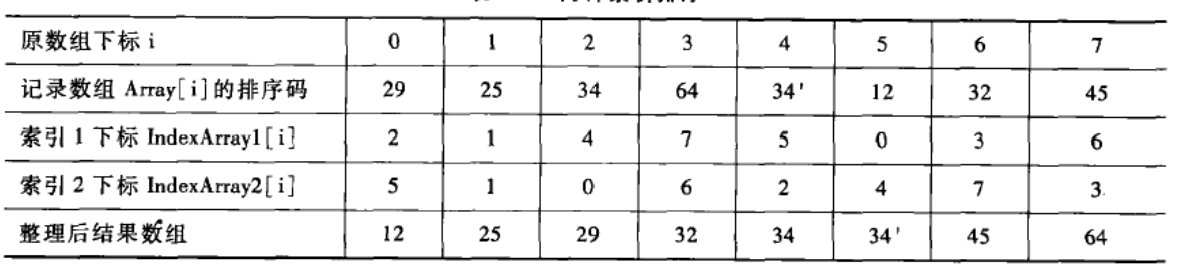 原数组下标 i 0 1 2 3 4 5 6 7
记录数组 Array[i]的排序码 29 25 34 64 34' 12 32 45
索引 1 下标 IndexArray1[i] 2 1 4 7 5 0 3 6
索引 2 下标 IndexArray2[i] 5 1 0 6 2 4 7 3
整理后结果数组 12 25 29 32 34 34' 45 64